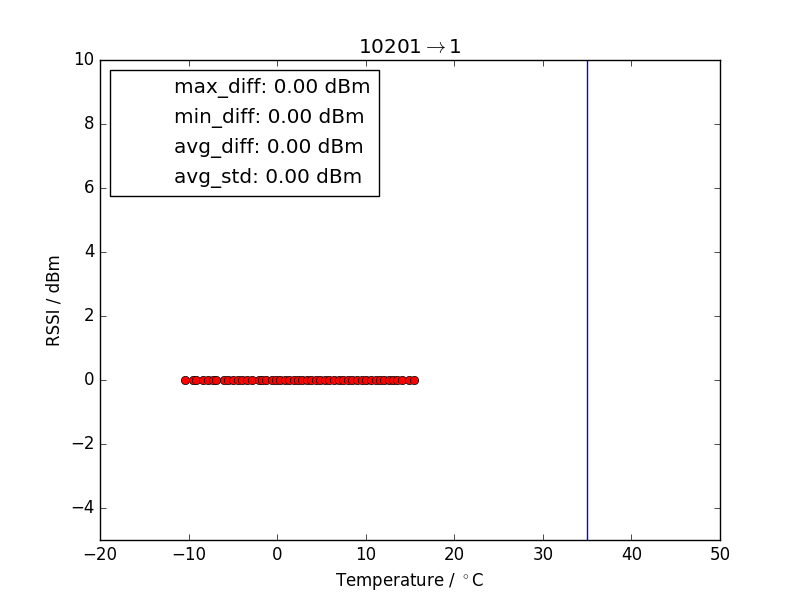 10201→1
max_diff: 0.00 dBm
min_diff: 0.00 dBm
avg_diff: 0.00 dBm
avg_std: 0.00 dBm
10
8
6
4
2
0
−2
−4
RSSI / dBm
−20 −10 0 10 20 30 40 50
Temperature / °C